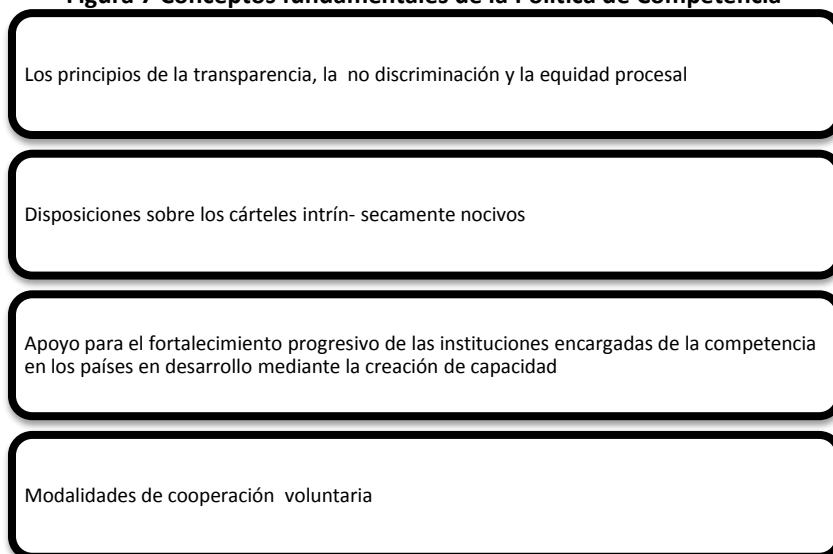 Figura 7 Conceptos fundamentales de la Política de Competencia
Los principios de la transparencia, la  no discriminación y la equidad procesal
Disposiciones sobre los cárteles intrín- secamente nocivos
Apoyo para el fortalecimiento progresivo de las instituciones encargadas de la competencia
en los países en desarrollo mediante la creación de capacidad
Modalidades de cooperación  voluntaria